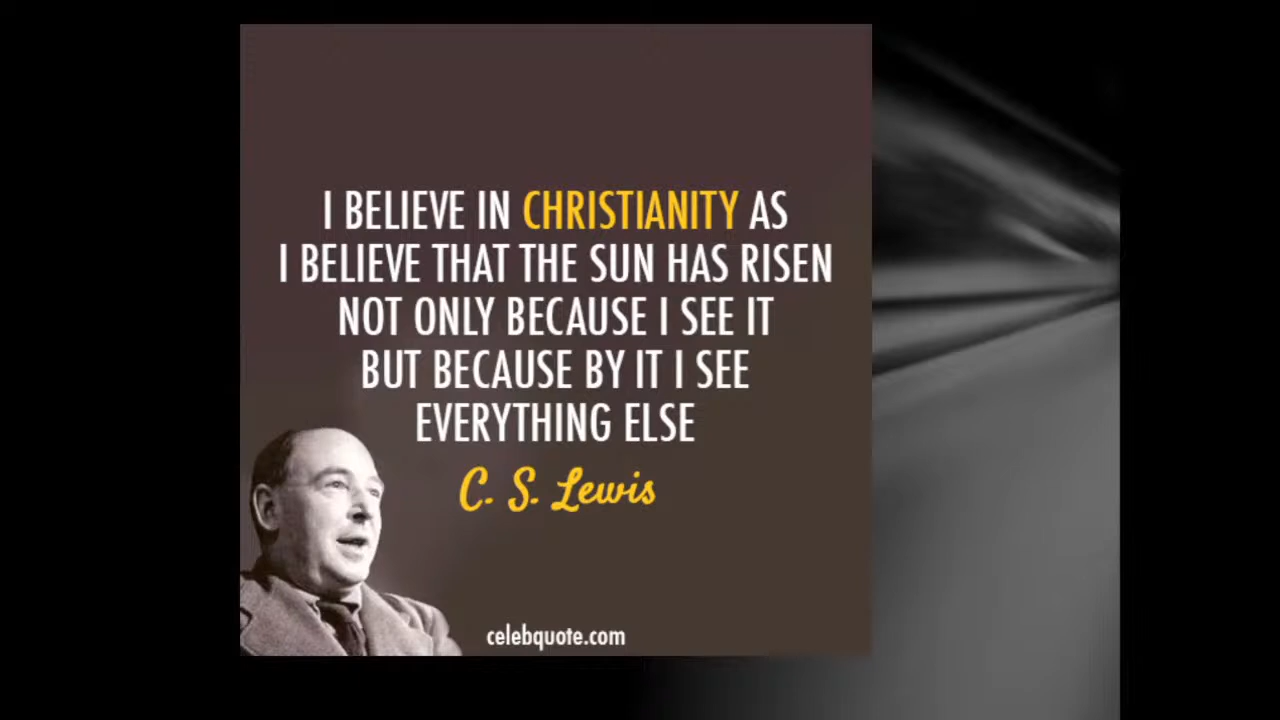 I BELIEVE IN CHRISTIANITY AS
I BELIEVE THAT THE SUN HAS RISEN
NOT ONLY BECAUSE I SEE IT
BUT BECAUSE BY IT I SEE
EVERYTHING ELSE
C. S. Lewis
celebquote.com